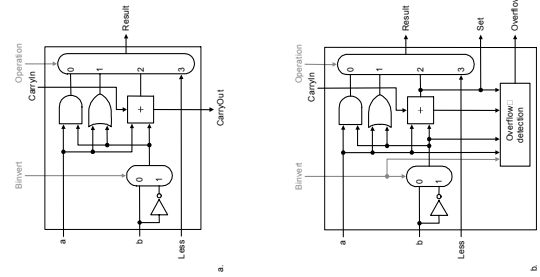 Binvert
CarryIn
Operation
a
b
Less
0
1
+
0
1
2
3
Result
CarryOut
a.
Binvert
CarryIn
Operation
a
b
Less
0
1
+
0
1
2
3
Result
Set
Overflow
Overflow
detection
b.